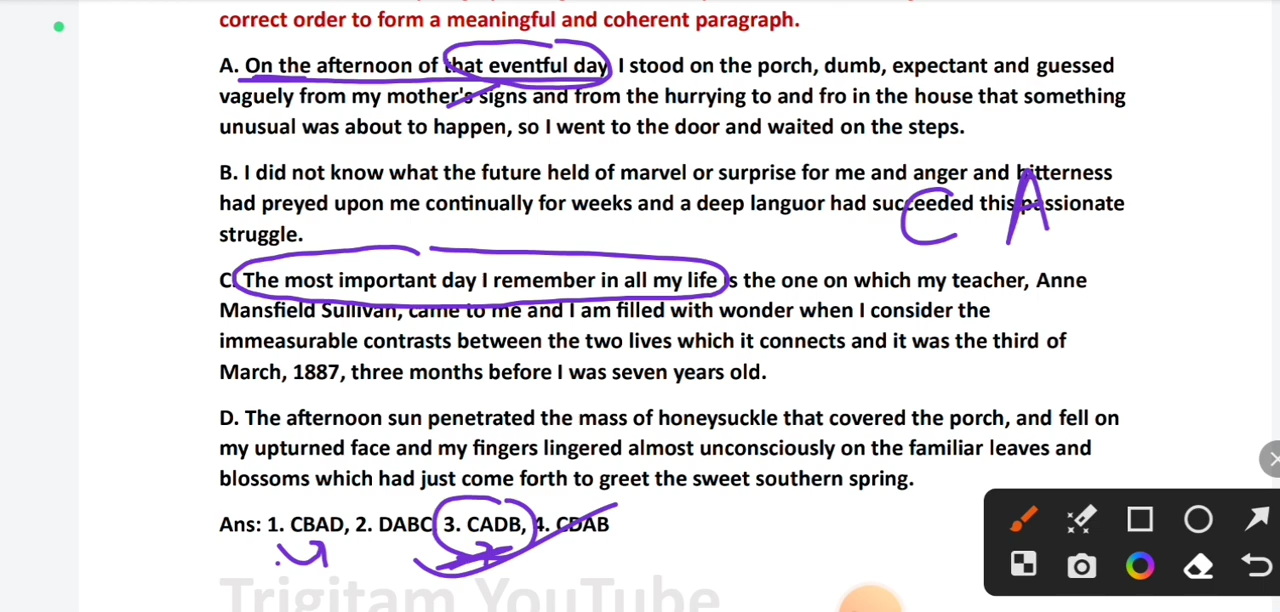 correct order to form a meaningful and coherent paragraph.
A. On the afternoon of that eventful day, I stood on the porch, dumb, expectant and guessed
vaguely from my mother's signs and from the hurrying to and fro in the house that something
unusual was about to happen, so I went to the door and waited on the steps.
B. I did not know what the future held of marvel or surprise for me and anger and bitterness
had preyed upon me continually for weeks and a deep languor had succeeded this passionate
struggle.
C A
C. The most important day I remember in all my life is the one on which my teacher, Anne
Mansfield Sullivan, came to me and I am filled with wonder when I consider the
immeasurable contrasts between the two lives which it connects and it was the third of
March, 1887, three months before I was seven years old.
D. The afternoon sun penetrated the mass of honeysuckle that covered the porch, and fell on
my upturned face and my fingers lingered almost unconsciously on the familiar leaves and
blossoms which had just come forth to greet the sweet southern spring.
Ans: 1. CBAD, 2. DABC 3. CADB, 4. CDAB
Trigitam YouTube